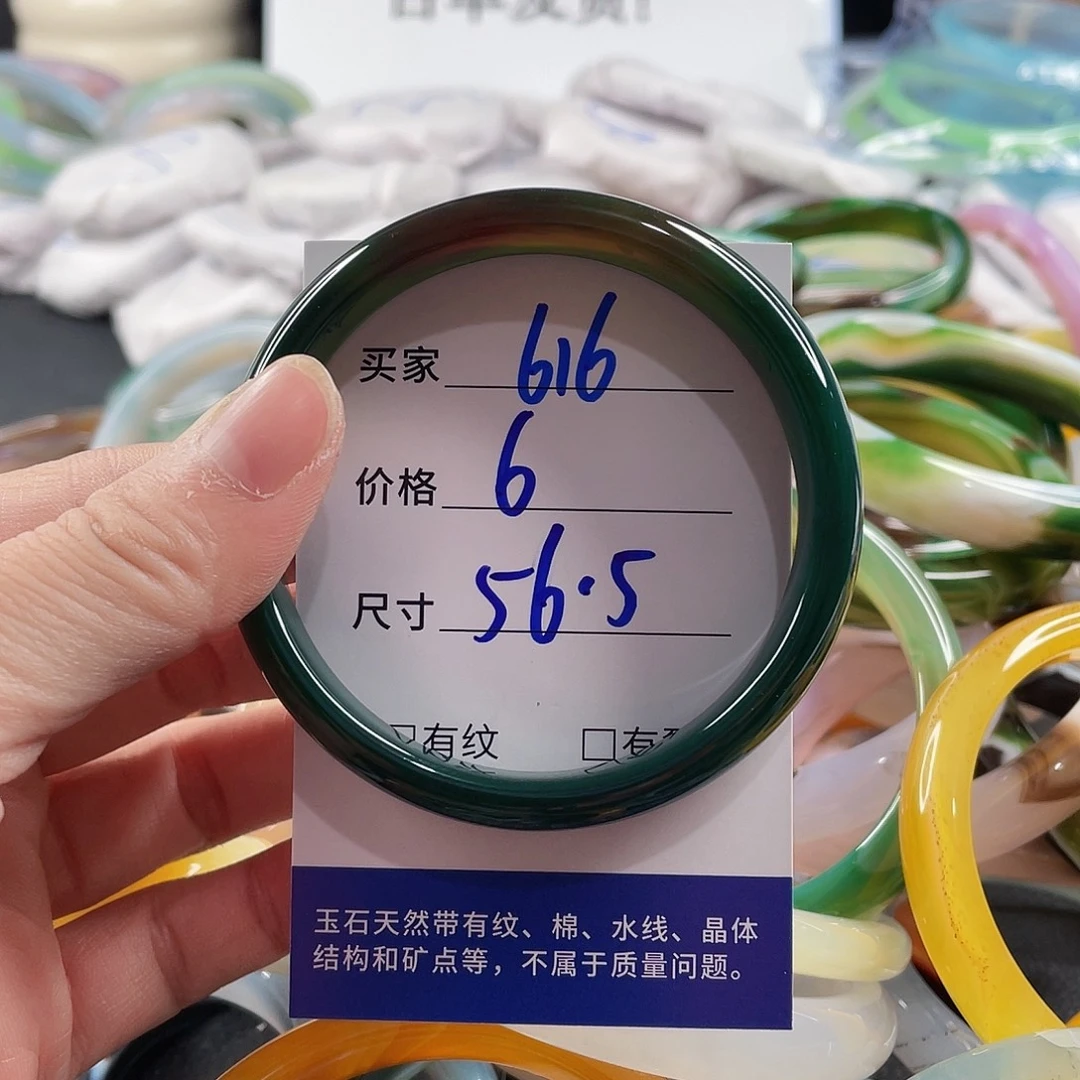 买家 616
价格 6
尺寸 56.5
有纹 □有
玉石天然带有纹、棉、水线、晶体
结构和矿点等，不属于质量问题。